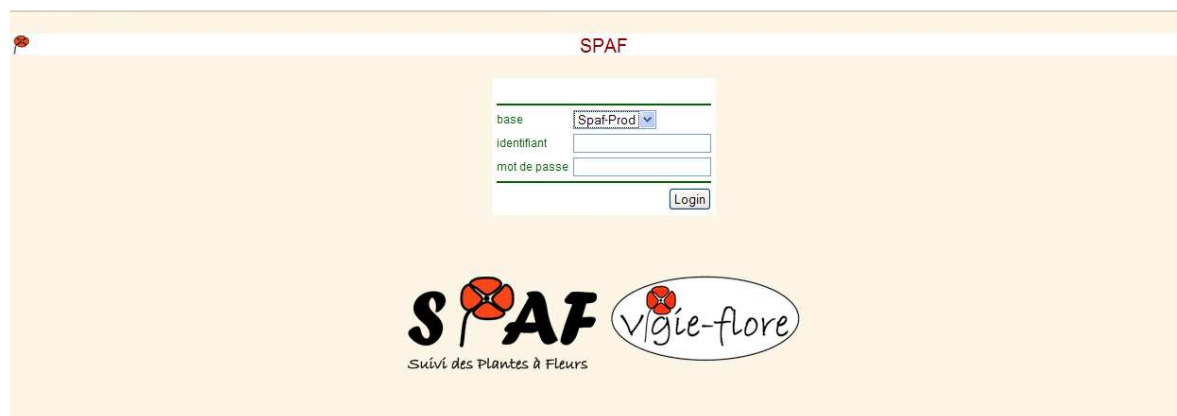 SPAF
base Spaf-Prod
identifiant
mot de passe
Login
SPAF
Suivi des Plantes à Fleurs
vigie-flore